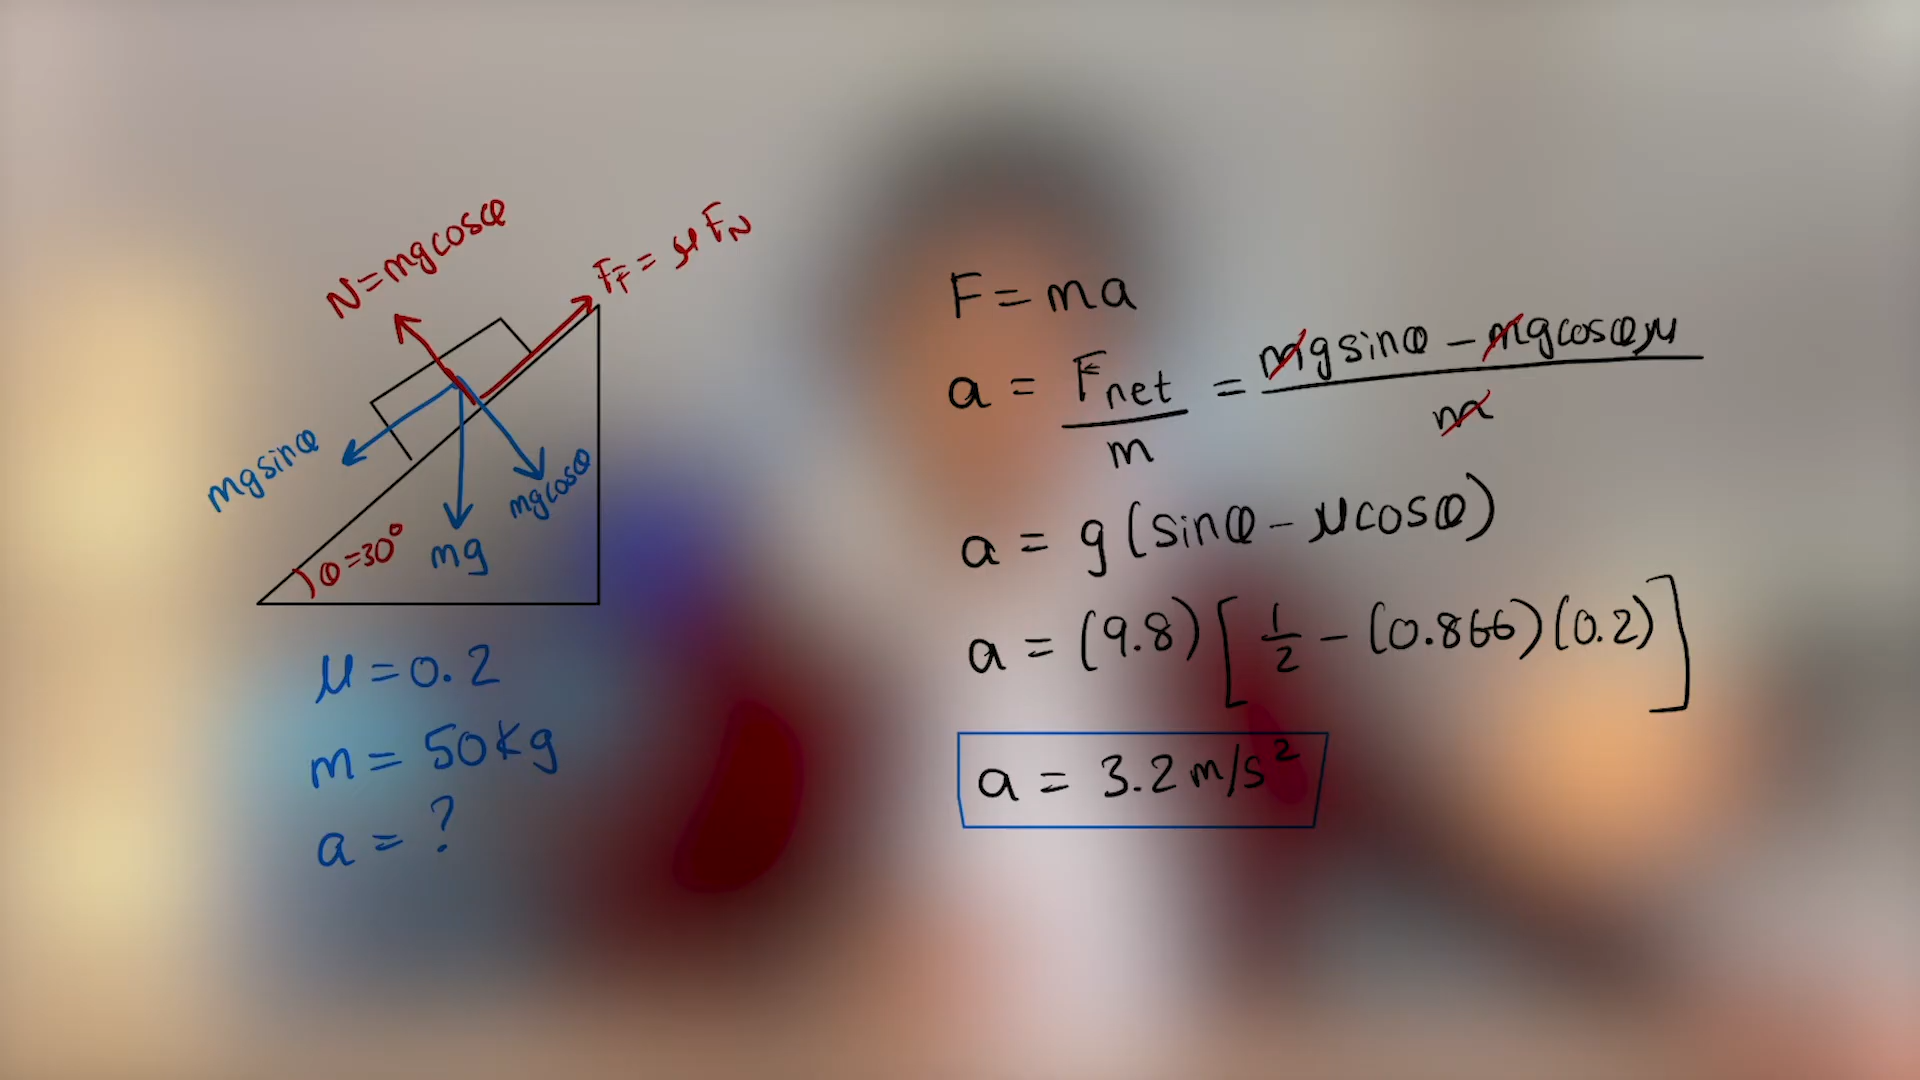 N=mgcosθ
F_F = μF_N
mgsinθ
mgcosθ
mg
θ=30°
μ = 0.2
m = 50kg
a = ?
F = ma
a = F_net/m = (mgsinθ - mgcosθμ)/m
a = g(sinθ - μcosθ)
a = (9.8)[1/2 - (0.866)(0.2)]
a = 3.2 m/s²